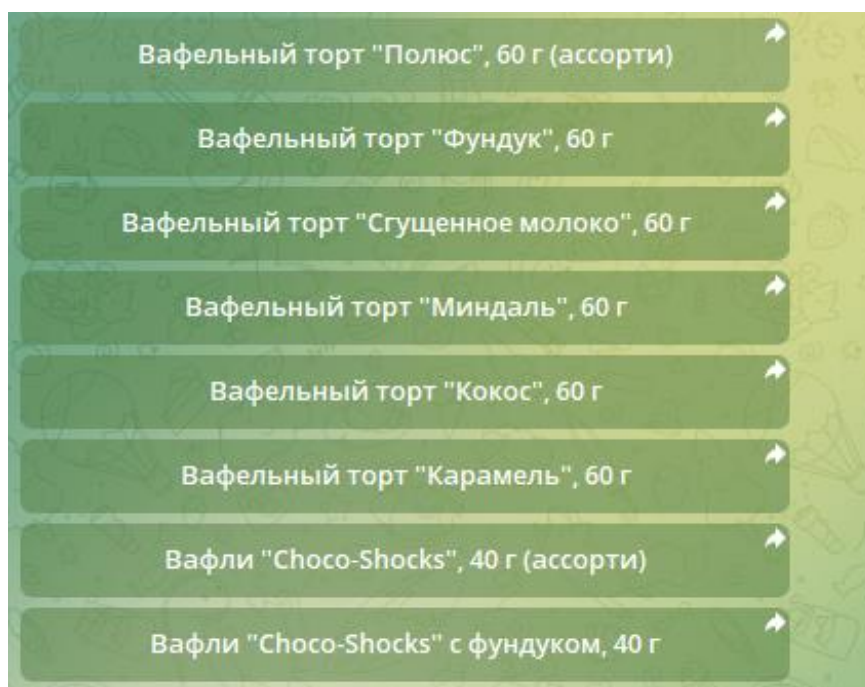 Вафельный торт "Полюс", 60 г (ассорти)
Вафельный торт "Фундук", 60 г
Вафельный торт "Сгущенное молоко", 60 г
Вафельный торт "Миндаль", 60 г
Вафельный торт "Кокос", 60 г
Вафельный торт "Карамель", 60 г
Вафли "Choco-Shocks", 40 г (ассорти)
Вафли "Choco-Shocks" с фундуком, 40 г